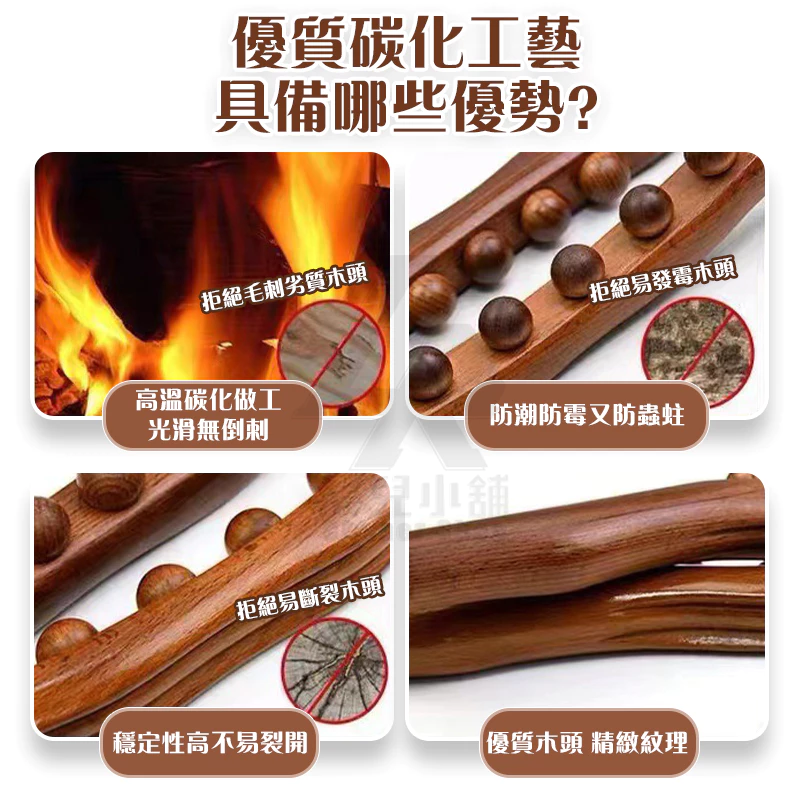 優質碳化工藝
具備哪些優勢?
拒絕毛刺劣質木頭
高溫碳化做工
光滑無倒刺
拒絕易發霉木頭
防潮防霉又防蟲蛀
兒小舖
拒絕易斷裂木頭
穩定性高不易裂開
優質木頭 精緻紋理